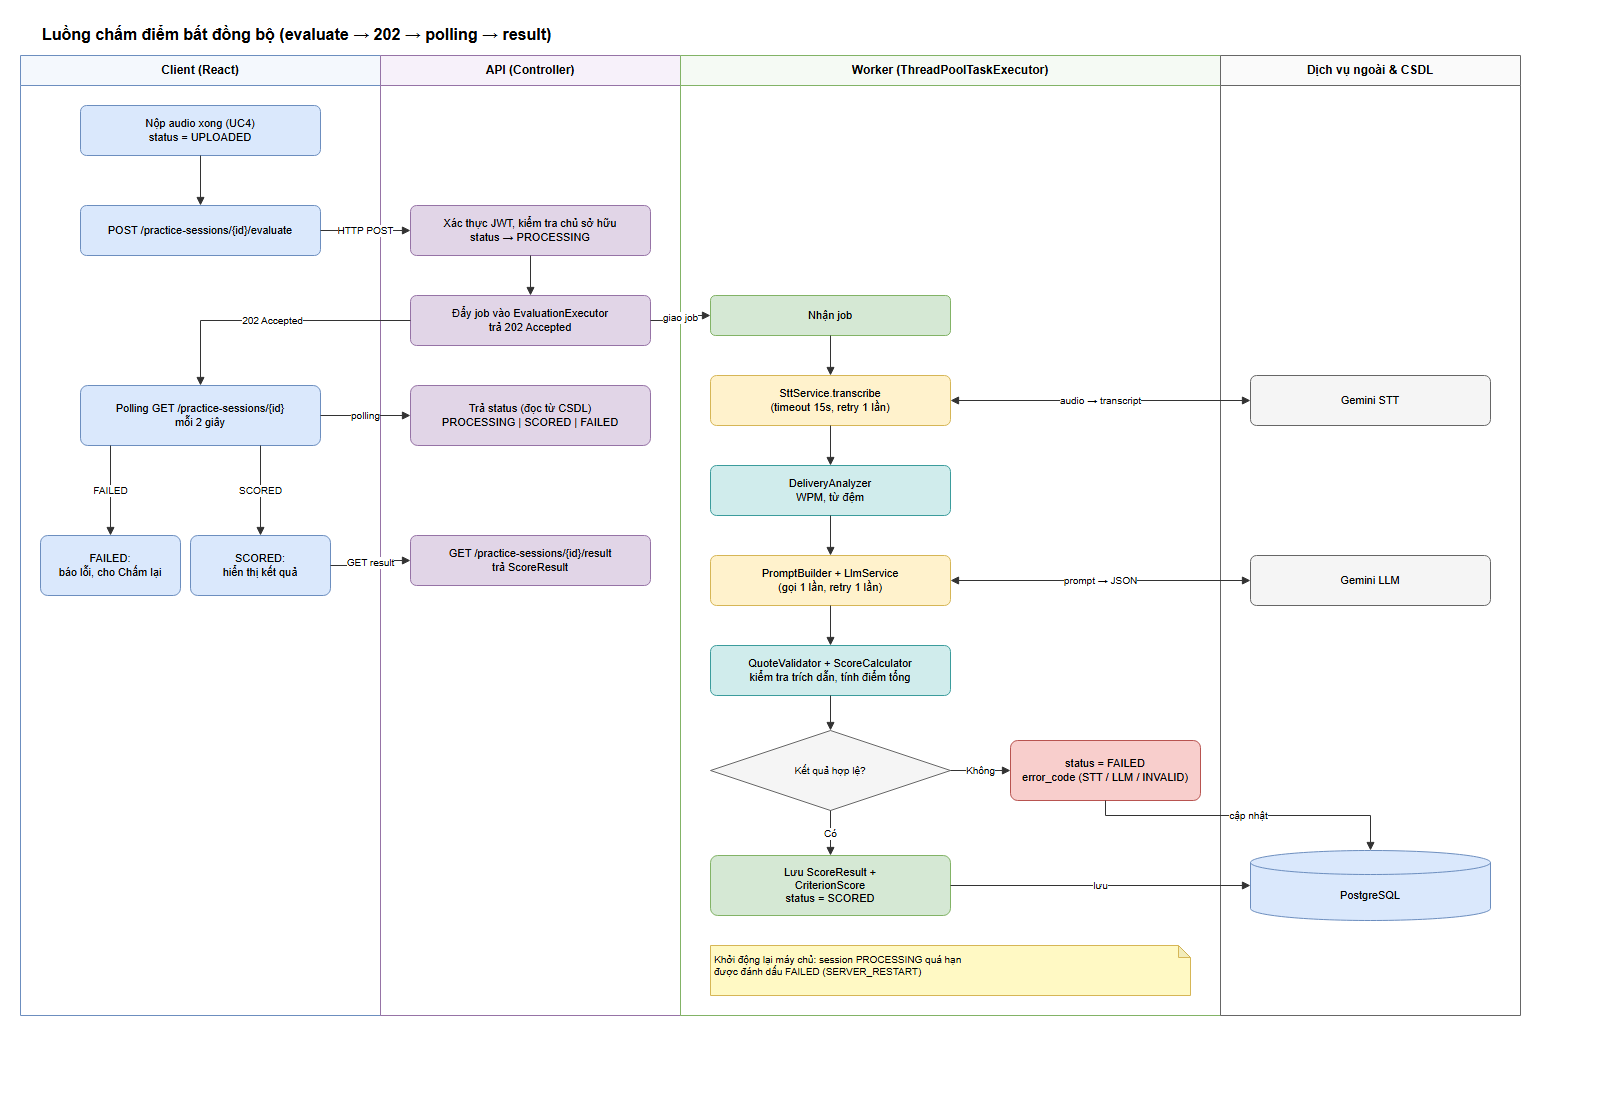 Luồng chấm điểm bất đồng bộ (evaluate → 202 → polling → result)
Client (React)
API (Controller)
Worker (ThreadPoolTaskExecutor)
Dịch vụ ngoài & CSDL
Nộp audio xong (UC4)
status = UPLOADED
POST /practice-sessions/{id}/evaluate
HTTP POST
Xác thực JWT, kiểm tra chủ sở hữu
status → PROCESSING
202 Accepted
Đẩy job vào EvaluationExecutor
trả 202 Accepted
giao job
Nhận job
Polling GET /practice-sessions/{id}
mỗi 2 giây
polling
Trả status (đọc từ CSDL)
PROCESSING | SCORED | FAILED
SttService.transcribe
(timeout 15s, retry 1 lần)
audio → transcript
Gemini STT
FAILED
SCORED
DeliveryAnalyzer
WPM, từ đệm
FAILED:
báo lỗi, cho Chấm lại
SCORED:
hiển thị kết quả
GET result
GET /practice-sessions/{id}/result
trả ScoreResult
PromptBuilder + LlmService
(gọi 1 lần, retry 1 lần)
prompt → JSON
Gemini LLM
QuoteValidator + ScoreCalculator
kiểm tra trích dẫn, tính điểm tổng
Kết quả hợp lệ?
Không
status = FAILED
error_code (STT / LLM / INVALID)
cập nhật
Có
Lưu ScoreResult +
CriterionScore
status = SCORED
lưu
PostgreSQL
Khởi động lại máy chủ: session PROCESSING quá hạn
được đánh dấu FAILED (SERVER_RESTART)